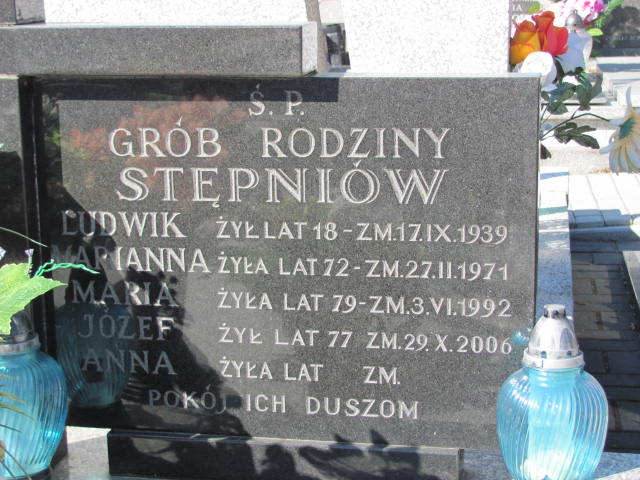 Ś. P.
GRÓB RODZINY
STĘPNIÓW
LUDWIK ŻYŁ LAT 18 - ZM. 17. IX. 1939
MARIANNA ŻYŁA LAT 72 - ZM. 27. II. 1971
MARIA ŻYŁA LAT 79 - ZM. 3. VI. 1992
JÓZEF ŻYŁ LAT 77 ZM. 29. X. 2006
ANNA ŻYŁA LAT ZM.
POKÓJ ICH DUSZOM